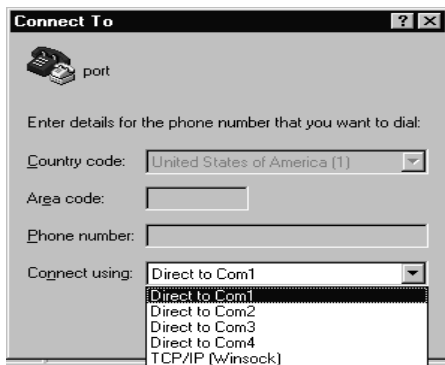 Connect To
port
Enter details for the phone number that you want to dial:
Country code: United States of America (1)
Area code:
Phone number:
Connect using: Direct to Com1
Direct to Com1
Direct to Com2
Direct to Com3
Direct to Com4
TCP/IP (Winsock)